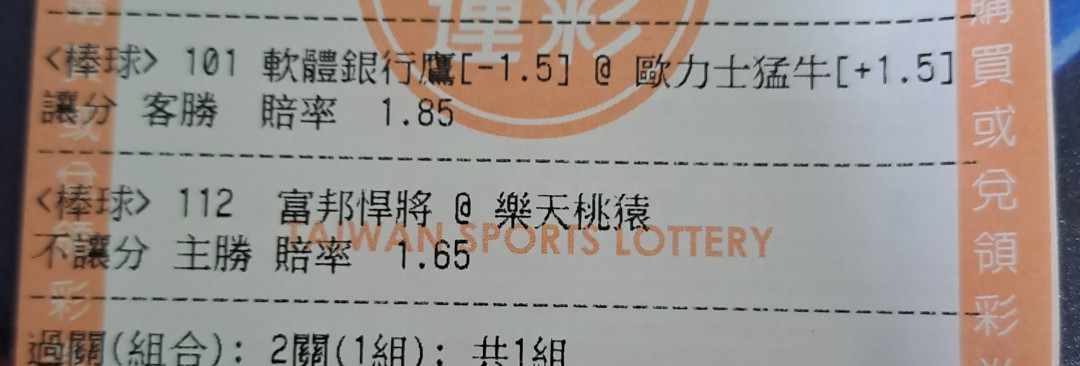 運彩
<棒球> 101 軟體銀行鷹[-1.5] @ 歐力士猛牛[+1.5]
讓分 客勝 賠率 1.85
<棒球> 112 富邦悍將 @ 樂天桃猿
TAIWAN SPORTS LOTTERY
不讓分 主勝 賠率 1.65
過關(組合): 2關(1組): 共1組
購買或兌領彩